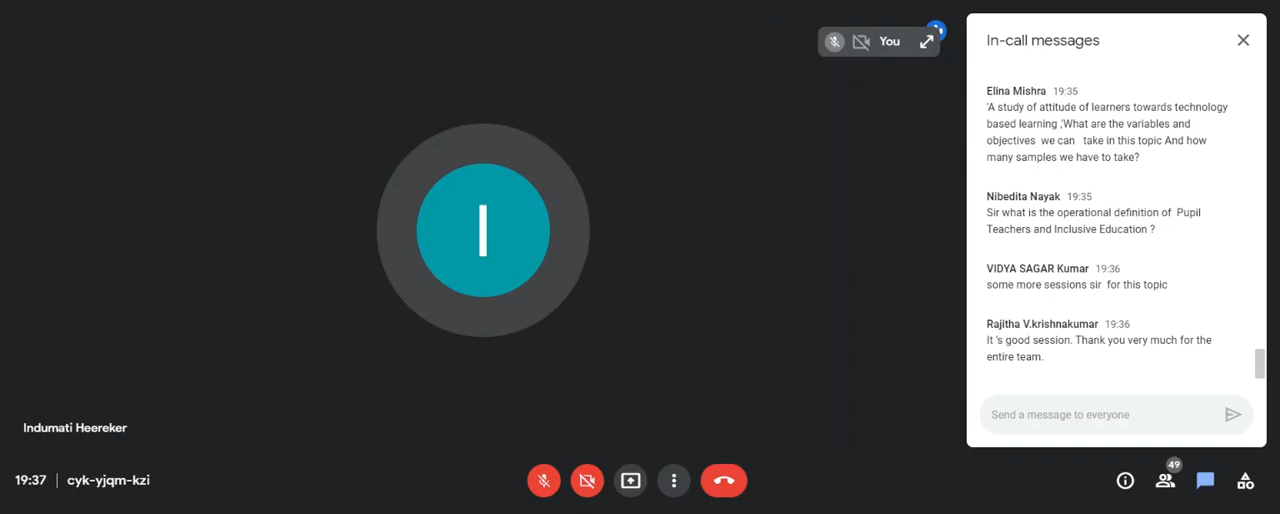 You
In-call messages
Elina Mishra 19:35
'A study of attitude of learners towards technology
based learning ,'What are the variables and
objectives we can take in this topic And how
many samples we have to take?
Nibedita Nayak 19:35
Sir what is the operational definition of Pupil
Teachers and Inclusive Education ?
VIDYA SAGAR Kumar 19:36
some more sessions sir for this topic
Rajitha V.krishnakumar 19:36
It 's good session. Thank you very much for the
entire team.
Send a message to everyone
I
Indumati Heereker
19:37 | cyk-yjqm-kzi
49